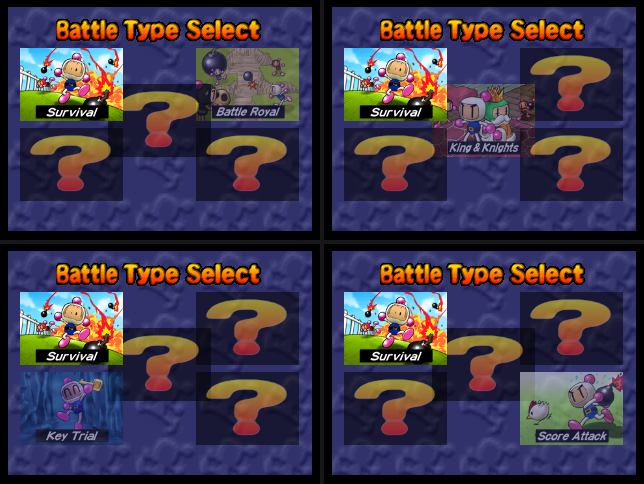 Battle Type Select
Survival
Battle Royal
Battle Type Select
Survival
King & Knights
Battle Type Select
Survival
Key Trial
Battle Type Select
Survival
Score Attack